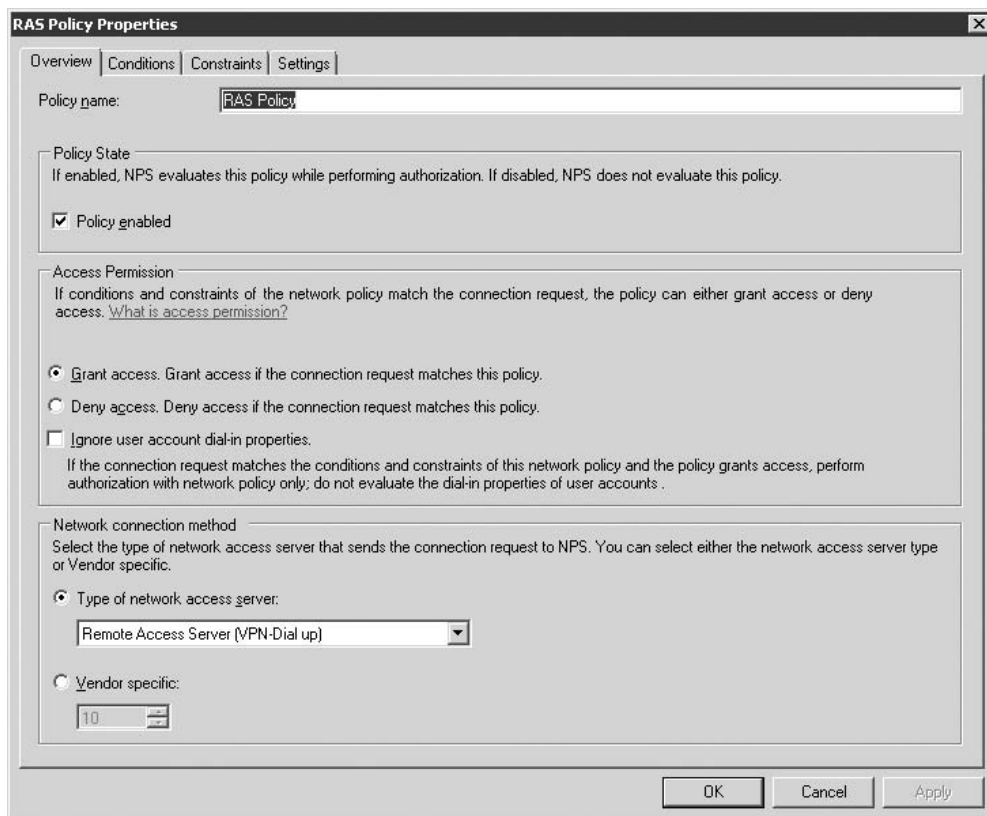 RAS Policy Properties
Overview
Conditions
Constraints
Settings
Policy name:
RAS Policy
Policy State
If enabled, NPS evaluates this policy while performing authorization. If disabled, NPS does not evaluate this policy.
Policy enabled
Access Permission
If conditions and constraints of the network policy match the connection request, the policy can either grant access or deny
access. What is access permission?
Grant access. Grant access if the connection request matches this policy.
Deny access. Deny access if the connection request matches this policy.
Ignore user account dial-in properties.
If the connection request matches the conditions and constraints of this network policy and the policy grants access, perform
authorization with network policy only; do not evaluate the dial-in properties of user accounts .
Network connection method
Select the type of network access server that sends the connection request to NPS. You can select either the network access server type
or Vendor specific.
Type of network access server:
Remote Access Server (VPN-Dial up)
Vendor specific:
10
OK
Cancel
Apply